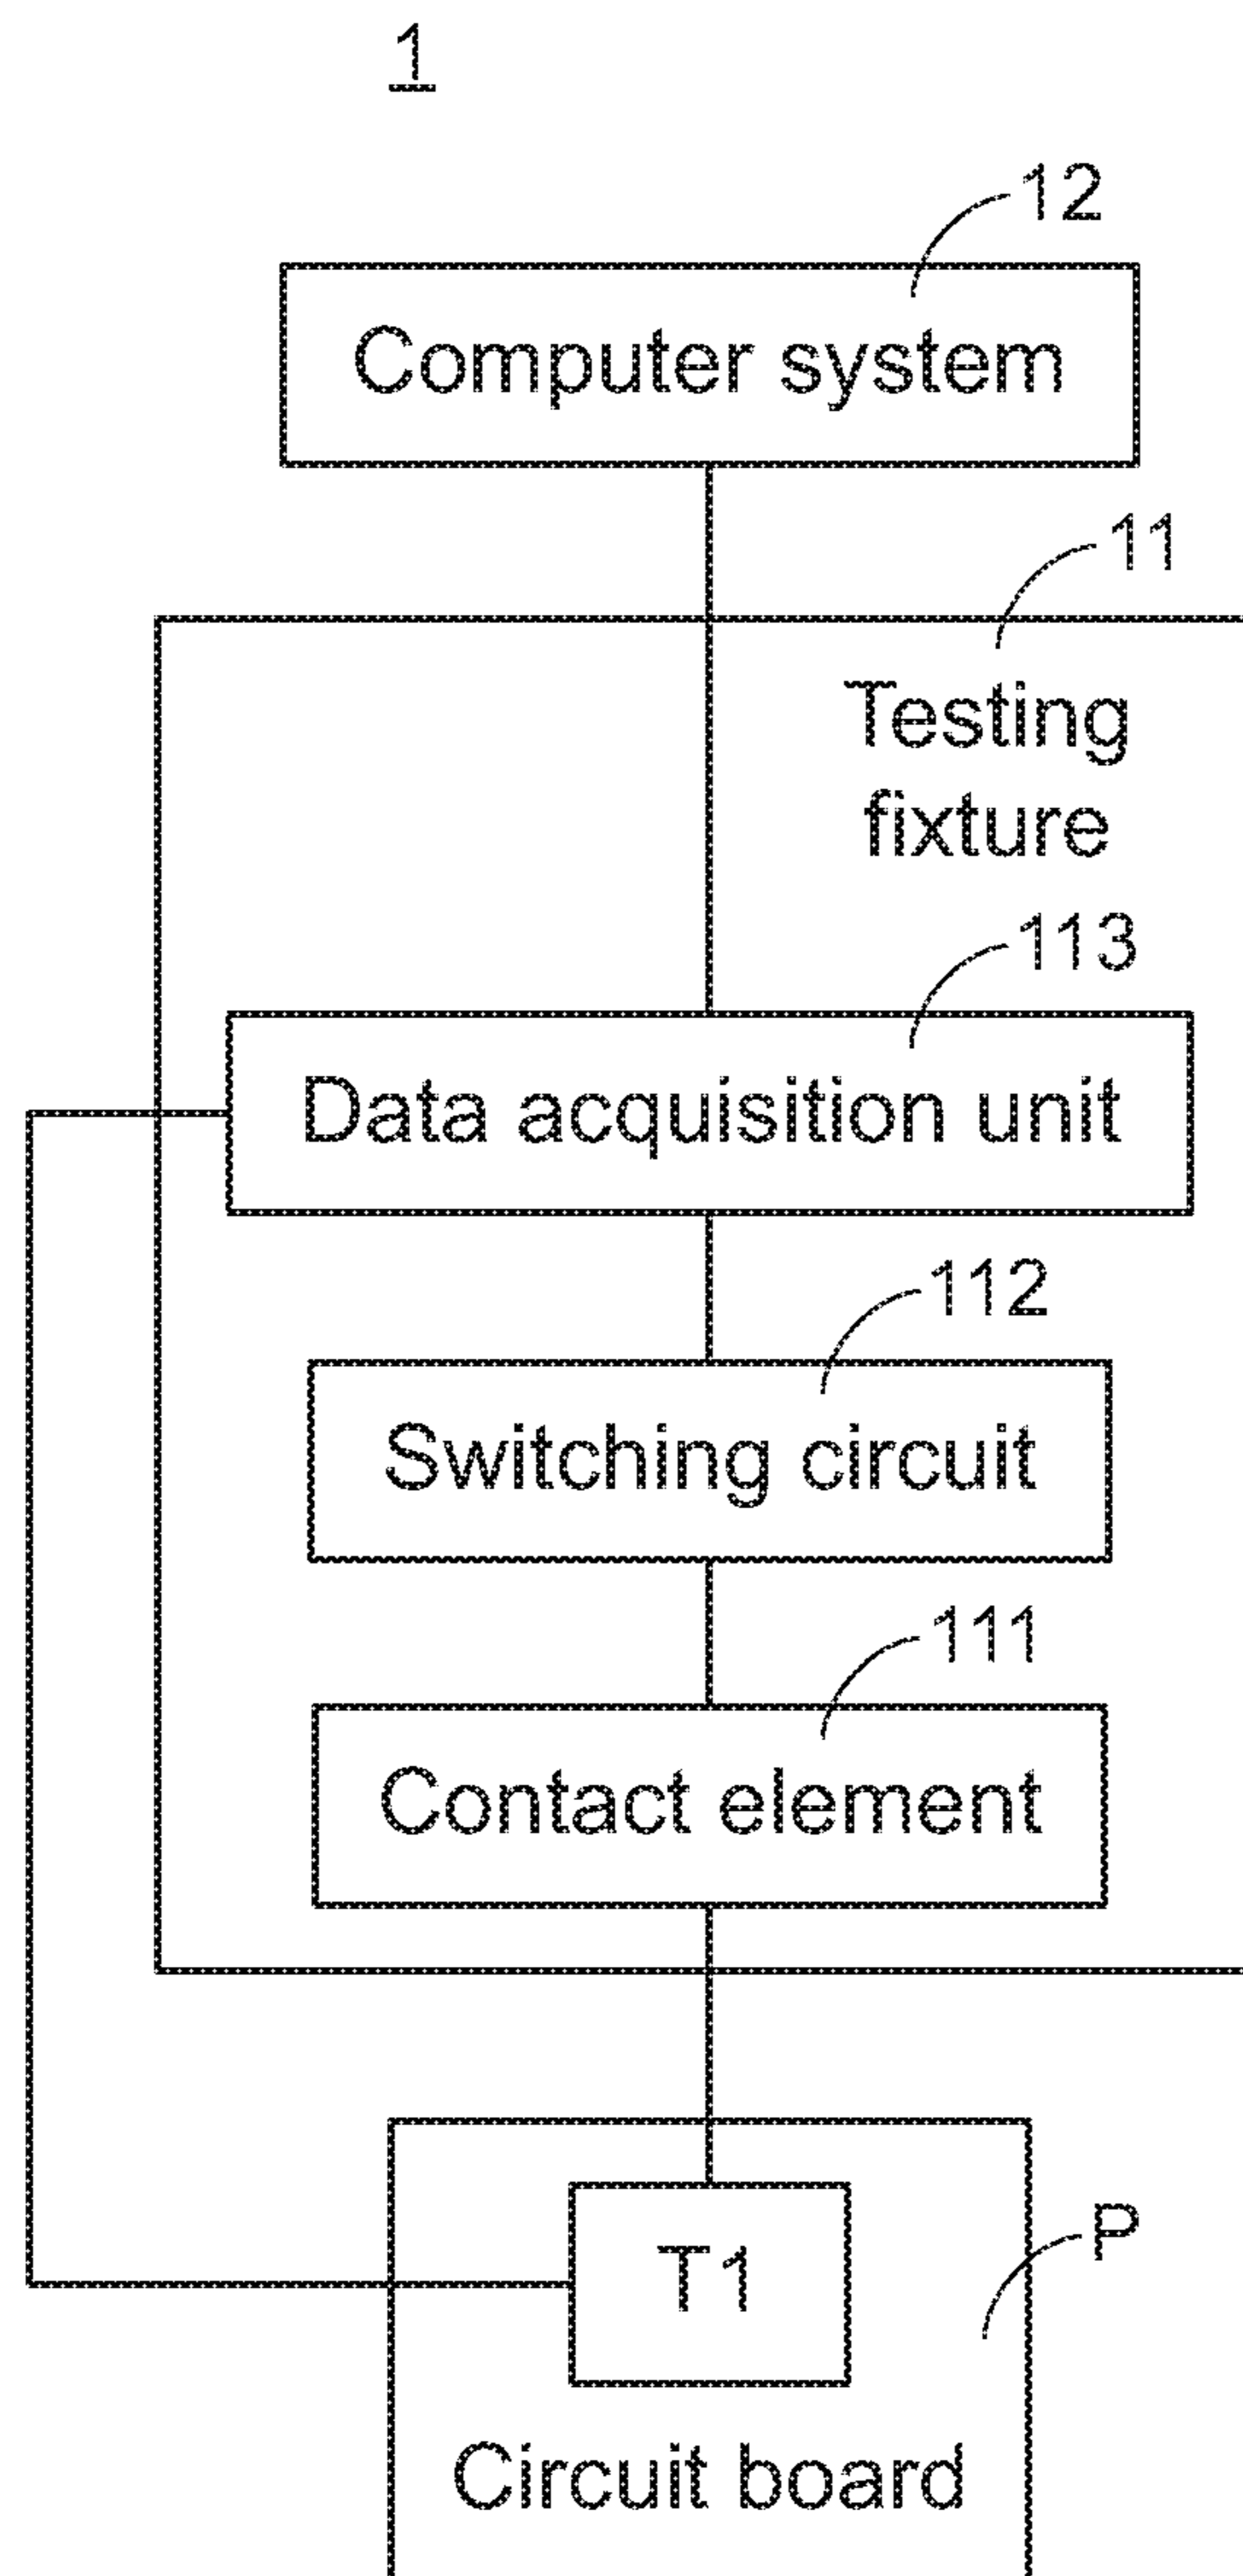 1
12
Computer system
11
Testing
fixture
113
Data acquisition unit
112
Switching circuit
111
Contact element
P
T1
Circuit board